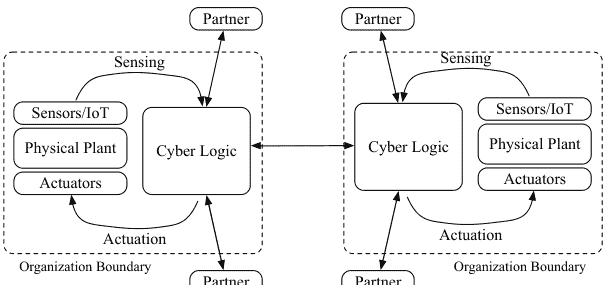 Partner
Partner
Sensing
Sensing
Sensors/IoT
Physical Plant
Actuators
Cyber Logic
Cyber Logic
Sensors/IoT
Physical Plant
Actuators
Actuation
Actuation
Organization Boundary
Organization Boundary
Partner
Partner